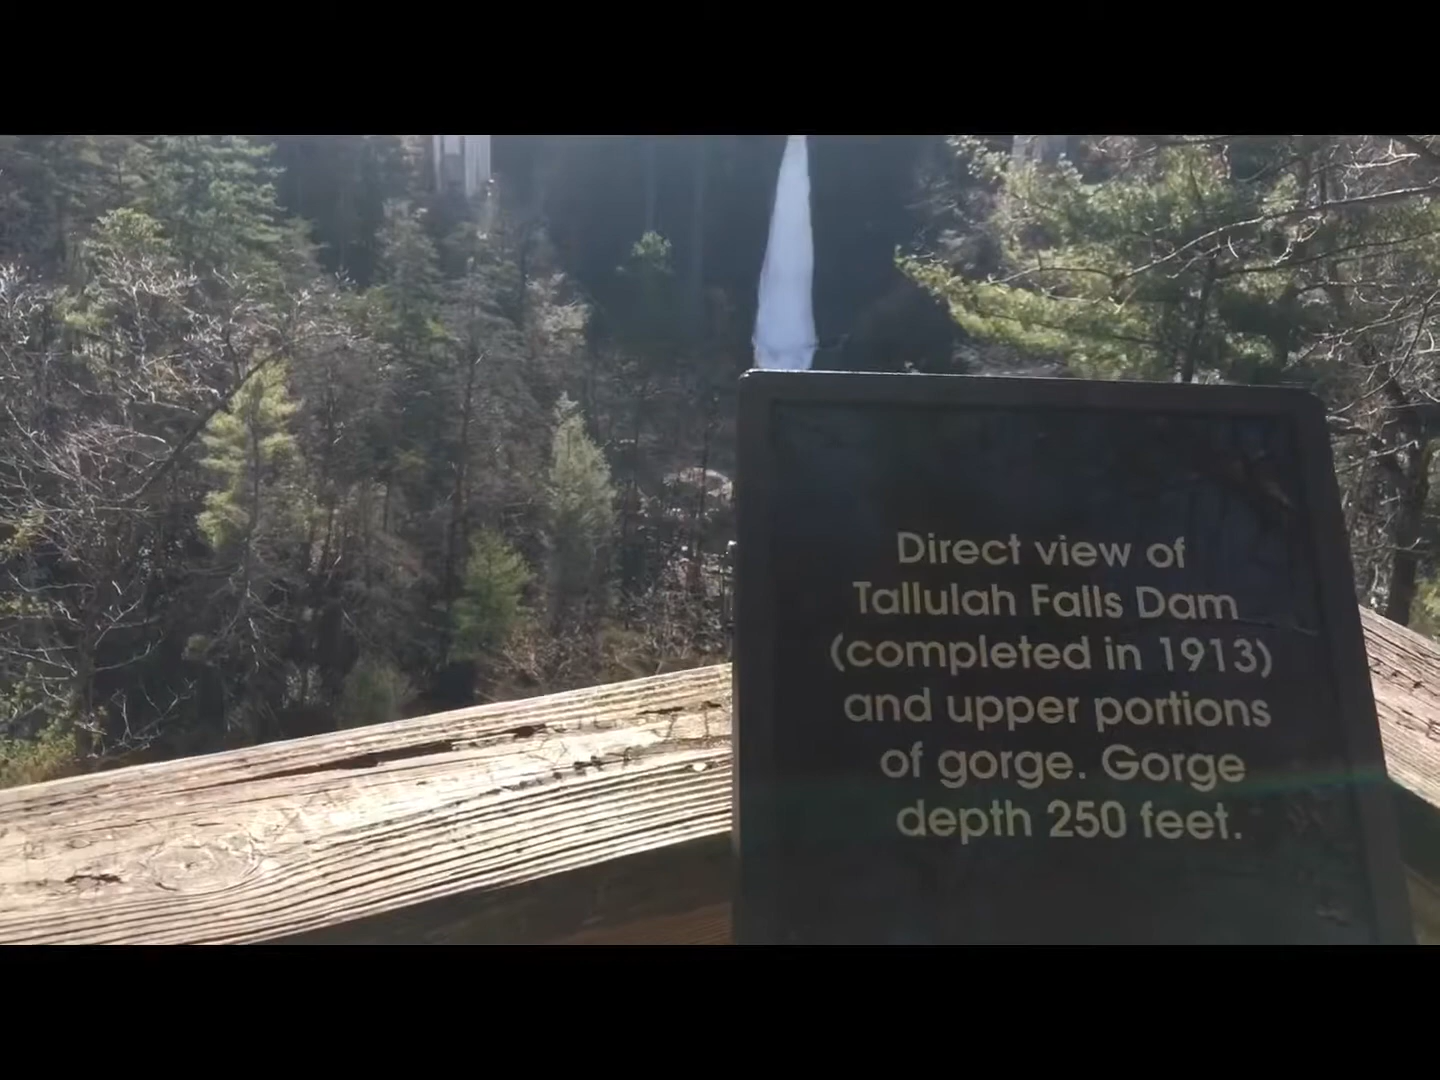 Direct view of
Tallulah Falls Dam
(completed in 1913)
and upper portions
of gorge. Gorge
depth 250 feet.